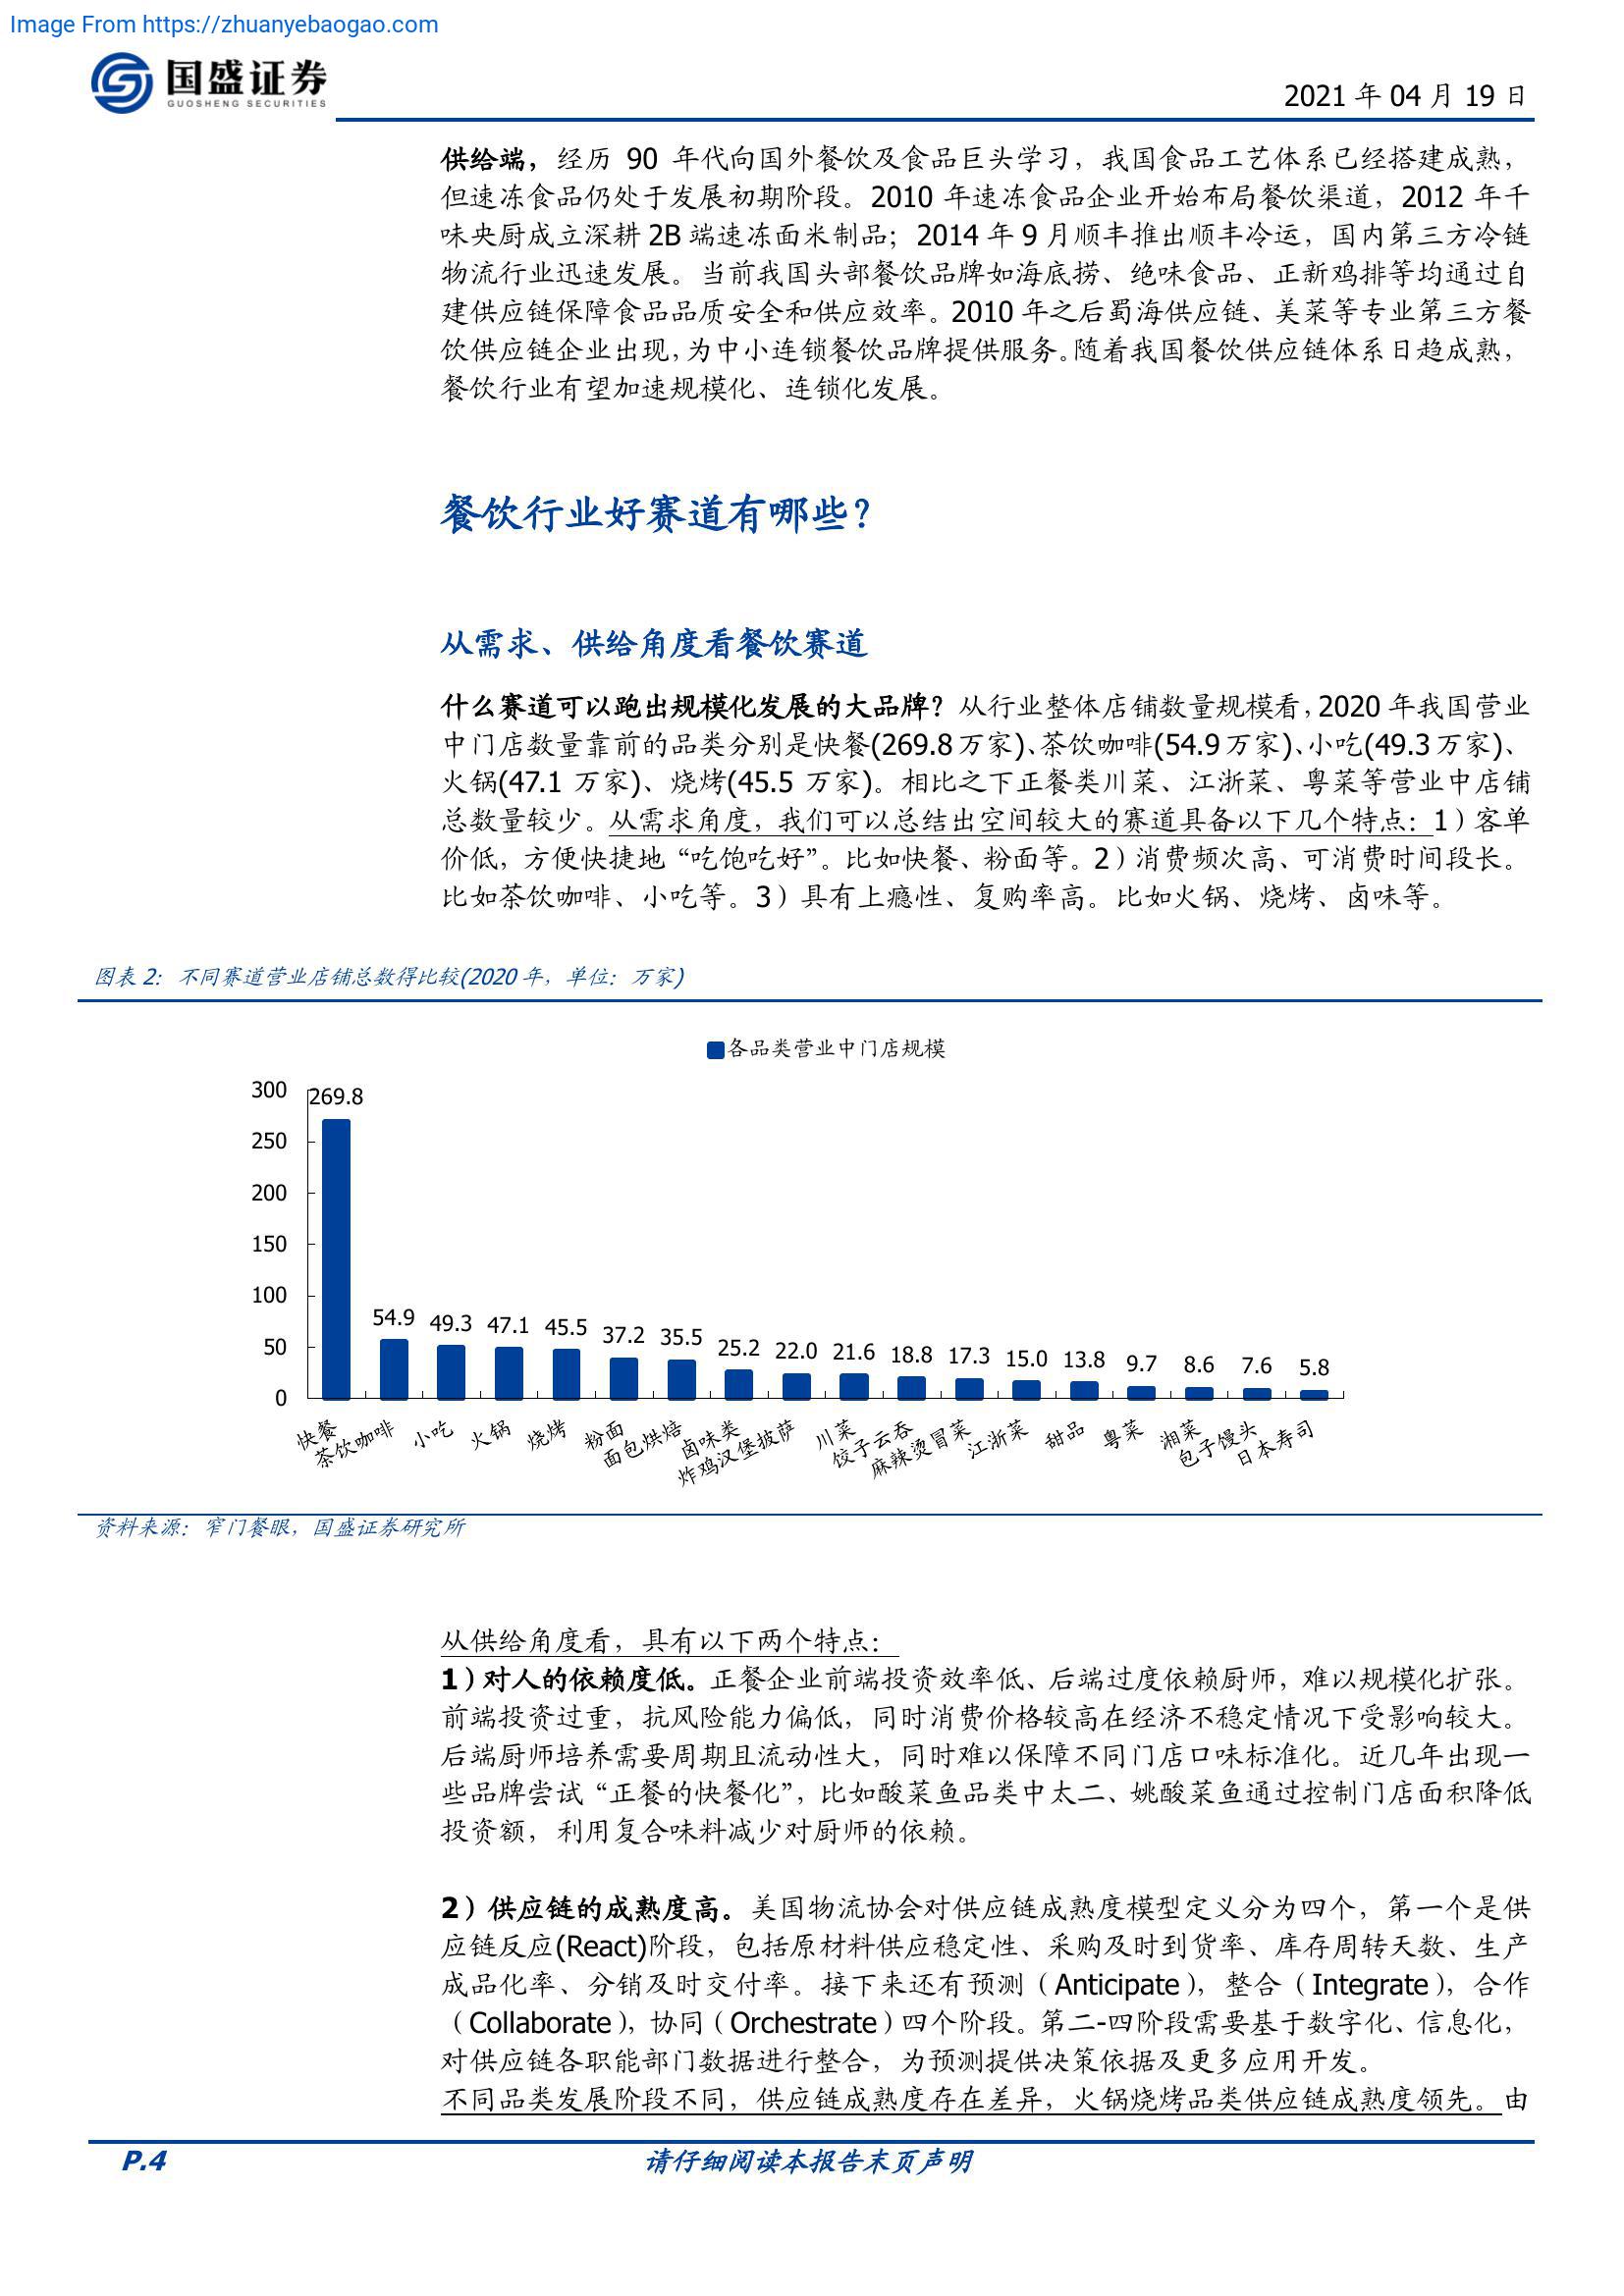 Image From https://zhuanyebaogao.com
国盛证券
GUOSHENG SECURITIES
2021 年 04 月 19 日
供给端，经历 90 年代向国外餐饮及食品巨头学习，我国食品工艺体系已经搭建成熟，
但速冻食品仍处于发展初期阶段。2010 年速冻食品企业开始布局餐饮渠道，2012 年千
味央厨成立深耕 2B 端速冻面米制品；2014 年 9 月顺丰推出顺丰冷运，国内第三方冷链
物流行业迅速发展。当前我国头部餐饮品牌如海底捞、绝味食品、正新鸡排等均通过自
建供应链保障食品品质安全和供应效率。2010 年之后蜀海供应链、美菜等专业第三方餐
饮供应链企业出现，为中小连锁餐饮品牌提供服务。随着我国餐饮供应链体系日趋成熟，
餐饮行业有望加速规模化、连锁化发展。
餐饮行业好赛道有哪些？
从需求、供给角度看餐饮赛道
什么赛道可以跑出规模化发展的大品牌？从行业整体店铺数量规模看，2020 年我国营业
中门店数量靠前的品类分别是快餐(269.8 万家)、茶饮咖啡(54.9 万家)、小吃(49.3 万家)、
火锅(47.1 万家)、烧烤(45.5 万家)。相比之下正餐类川菜、江浙菜、粤菜等营业中店铺
总数量较少。从需求角度，我们可以总结出空间较大的赛道具备以下几个特点：1）客单
价低，方便快捷地“吃饱吃好”。比如快餐、粉面等。2）消费频次高、可消费时间段长。
比如茶饮咖啡、小吃等。3）具有上瘾性、复购率高。比如火锅、烧烤、卤味等。
图表 2：不同赛道营业店铺总数得比较(2020 年，单位：万家)
各品类营业中门店规模
300
250
200
150
100
50
0
269.8 54.9 49.3 47.1 45.5 37.2 35.5 25.2 22.0 21.6 18.8 17.3 15.0 13.8 9.7 8.6 7.6 5.8
快餐 茶饮咖啡 小吃 火锅 烧烤 粉面 面包烘焙 卤味类 炸鸡汉堡披萨 川菜 饺子云吞 麻辣烫冒菜 江浙菜 甜品 粤菜 湘菜 包子馒头 日本寿司
资料来源：窄门餐眼，国盛证券研究所
从供给角度看，具有以下两个特点：
1）对人的依赖度低。正餐企业前端投资效率低、后端过度依赖厨师，难以规模化扩张。
前端投资过重，抗风险能力偏低，同时消费价格较高在经济不稳定情况下受影响较大。
后端厨师培养需要周期且流动性大，同时难以保障不同门店口味标准化。近几年出现一
些品牌尝试“正餐的快餐化”，比如酸菜鱼品类中太二、姚酸菜鱼通过控制门店面积降低
投资额，利用复合味料减少对厨师的依赖。
2）供应链的成熟度高。美国物流协会对供应链成熟度模型定义分为四个，第一个是供
应链反应(React)阶段，包括原材料供应稳定性、采购及时到货率、库存周转天数、生产
成品化率、分销及时交付率。接下来还有预测（Anticipate），整合（Integrate），合作
（Collaborate），协同（Orchestrate）四个阶段。第二-四阶段需要基于数字化、信息化，
对供应链各职能部门数据进行整合，为预测提供决策依据及更多应用开发。
不同品类发展阶段不同，供应链成熟度存在差异，火锅烧烤品类供应链成熟度领先。由
P.4
请仔细阅读本报告末页声明